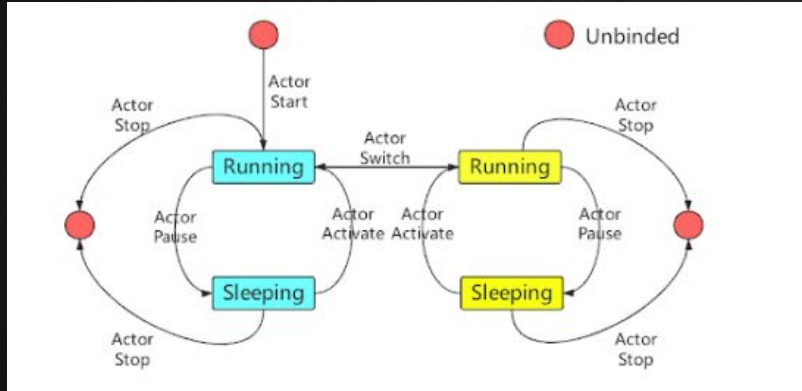 Unbinded
Actor
Start
Actor
Stop
Actor
Stop
Actor
Switch
Running
Running
Actor
Pause
Actor
Activate
Actor
Activate
Actor
Pause
Sleeping
Sleeping
Actor
Stop
Actor
Stop